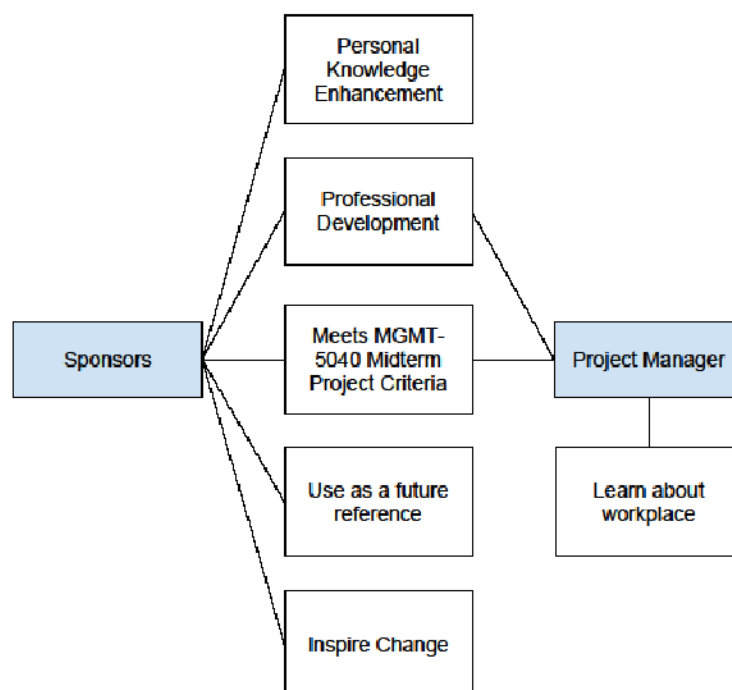 Personal
Knowledge
Enhancement
Professional
Development
Sponsors
Meets MGMT-
5040 Midterm
Project Criteria
Project Manager
Use as a future
reference
Learn about
workplace
Inspire Change